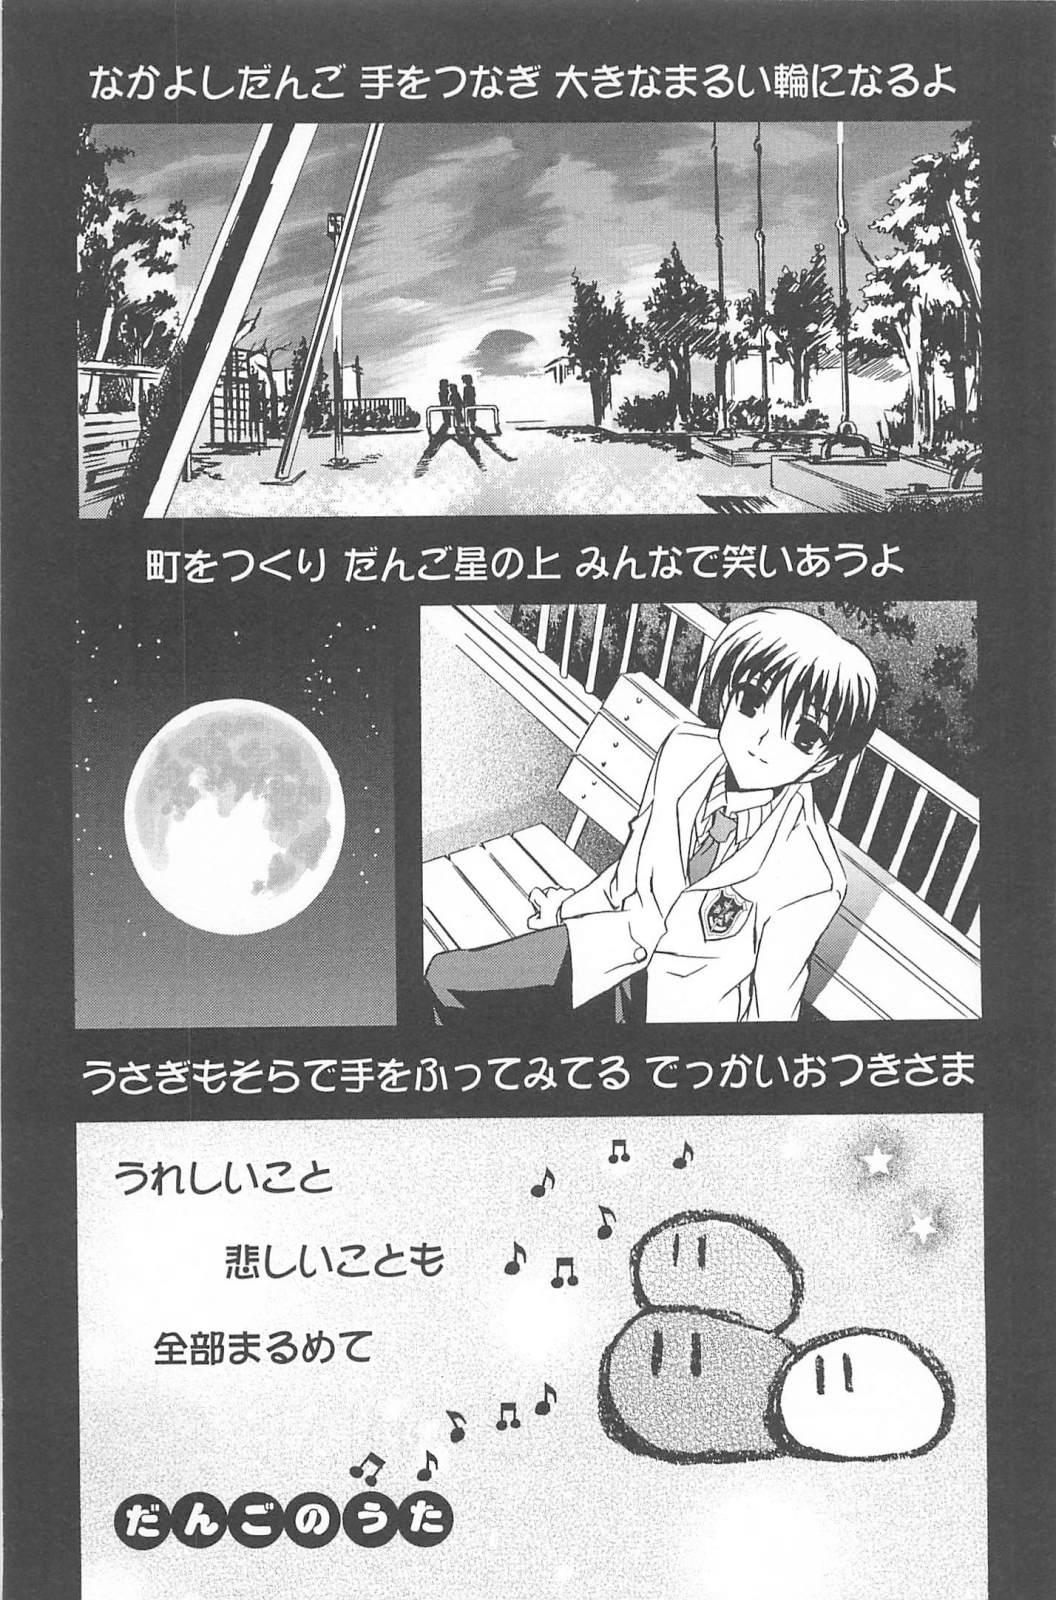 なかよしだんご 手をつなぎ 大きなまるい輪になるよ
町をつくり だんご星の上 みんなで笑いあうよ
うさぎもそらで手をふってみてる でっかいおつきさま
うれしいこと
悲しいことも
全部まるめて
だんごのうた